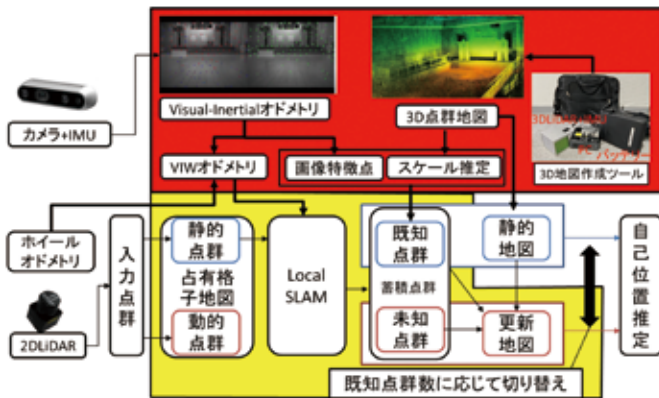 Visual-Inertialオドメトリ
3D点群地図
カメラ+IMU
VIWオドメトリ
画像特徴点
スケール推定
バッテリー
3D地図作成ツール
ホイール
オドメトリ
2DLiDAR
入力点群
静的
点群
占有格
子地図
動的
点群
Local
SLAM
既知
点群
蓄積点群
未知
点群
静的
地図
更新
地図
自己位置推定
既知点群数に応じて切り替え